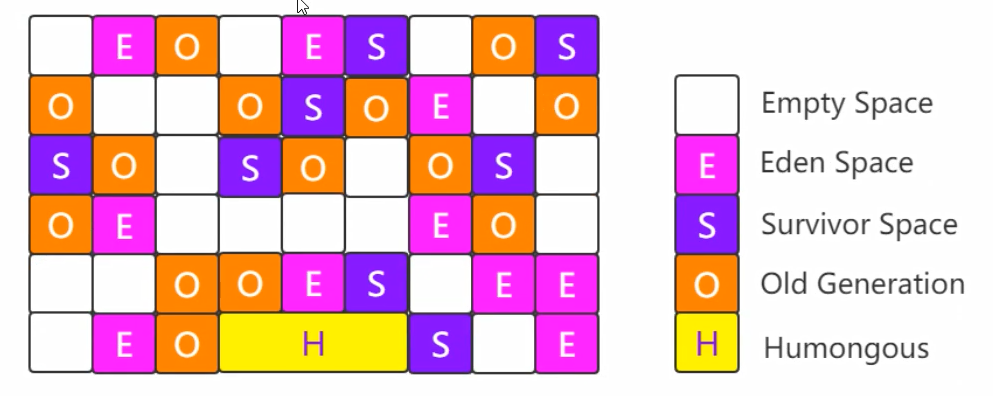 E O E S O S
O O S O E O
S O S O O S
O E E O
O O E S E E
E O H S E
Empty Space
E Eden Space
S Survivor Space
O Old Generation
H Humongous